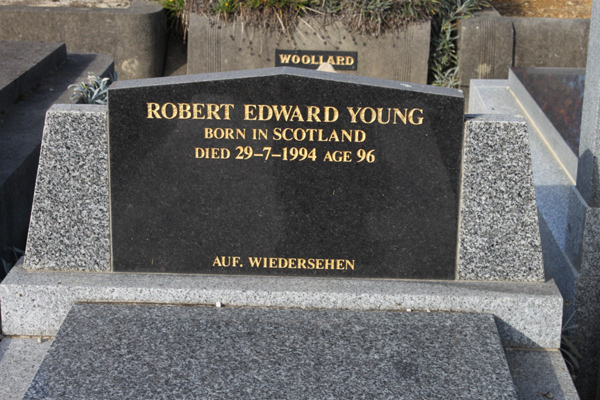 WOOLLARD
ROBERT EDWARD YOUNG
BORN IN SCOTLAND
DIED 29-7-1994 AGE 96
AUF. WIEDERSEHEN